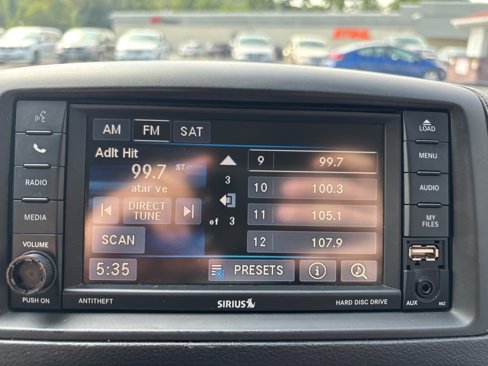 AM FM SAT
LOAD
Adlt Hit
99.7 ST
atar ve
3
of 3
DIRECT
TUNE
SCAN
5:35
9 99.7
10 100.3
11 105.1
12 107.9
PRESETS
RADIO
MEDIA
VOLUME
PUSH ON
MENU
AUDIO
MY
FILES
AUX
ANTITHEFT
SIRIUS
HARD DISC DRIVE